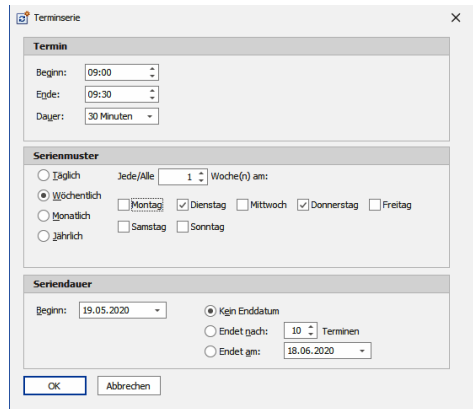 Terminserie
Termin
Beginn: 09:00
Ende: 09:30
Dauer: 30 Minuten
Serienmuster
Täglich Jede/Alle 1 Woche(n) am:
Wöchentlich
Montag Dienstag Mittwoch Donnerstag Freitag
Monatlich
Samstag Sonntag
Jährlich
Seriendauer
Beginn: 19.05.2020 Kein Enddatum
Endet nach: 10 Terminen
Endet am: 18.06.2020
OK Abbrechen